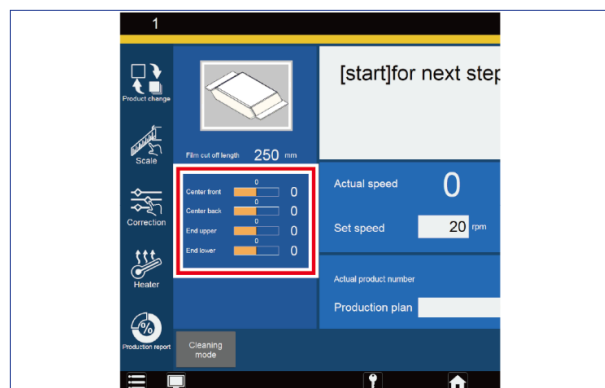 1
Product change
Scale
Correction
Heater
Production report
Film cut off length 250 mm
0
Center front 0
0
Center back 0
0
End upper 0
0
End lower 0
Cleaning
mode
[start]for next step
Actual speed 0
Set speed 20 rpm
Actual product number
Production plan